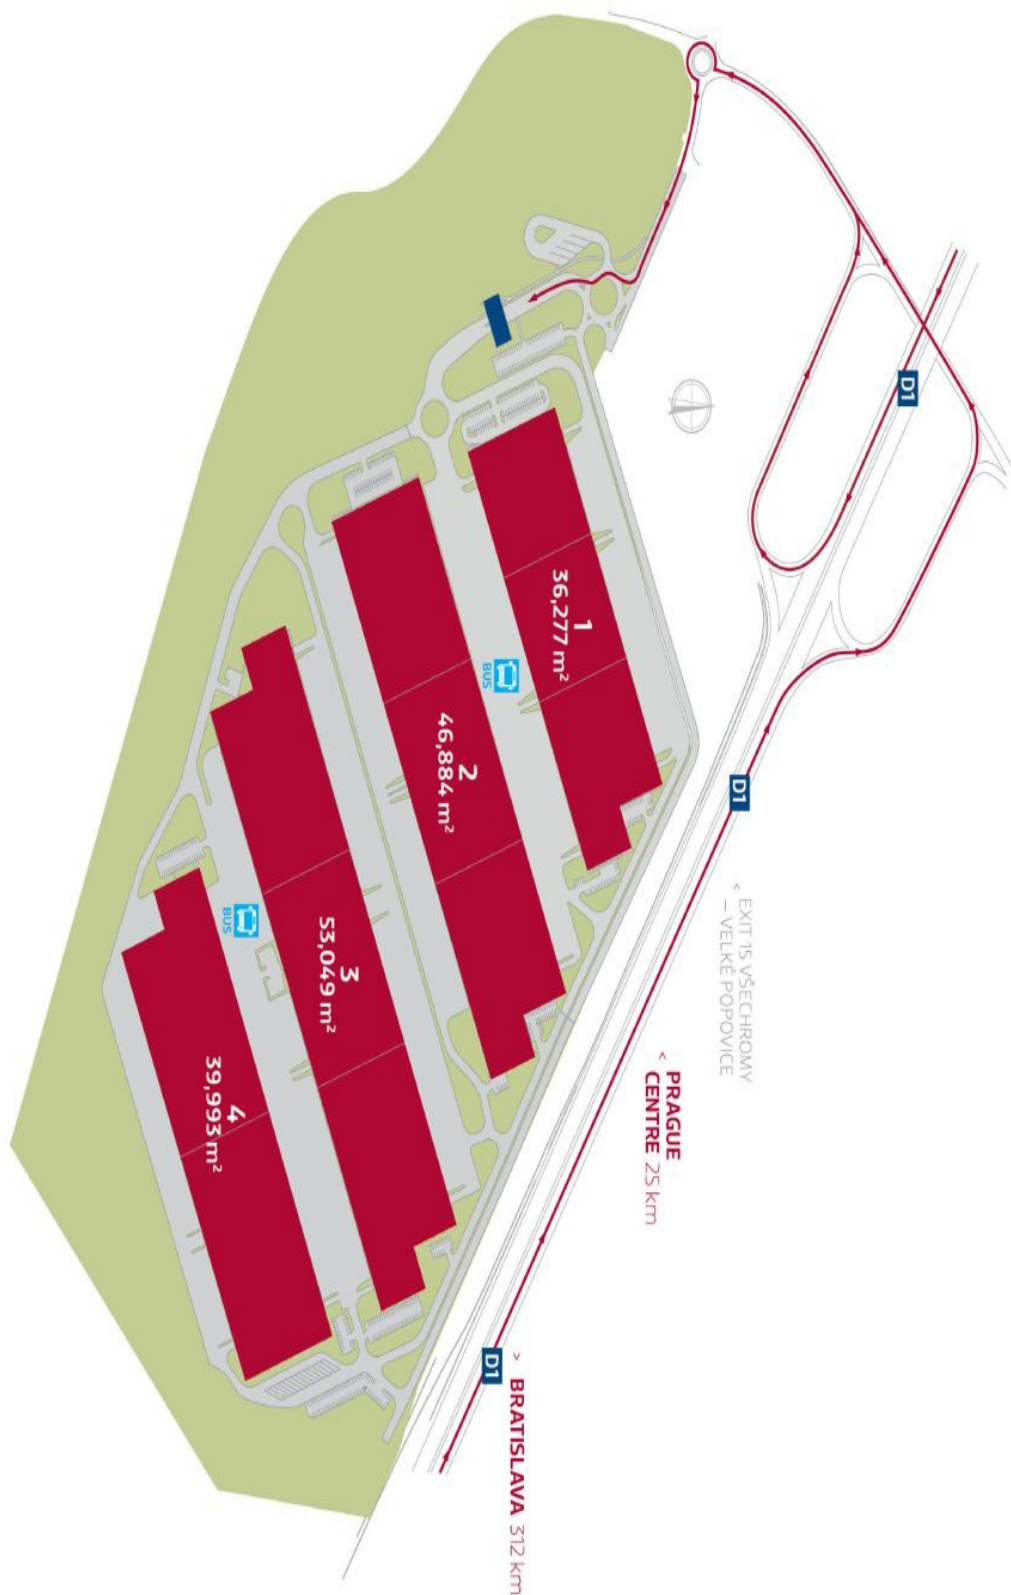 D1
1
36,277 m²
BUS
2
46,884 m²
D1
< EXIT 15 VŠECHROMY
– VELKÉ POPOVICE
3
53,049 m²
BUS
< PRAGUE
CENTRE 25 km
4
39,993 m²
D1
> BRATISLAVA 312 km